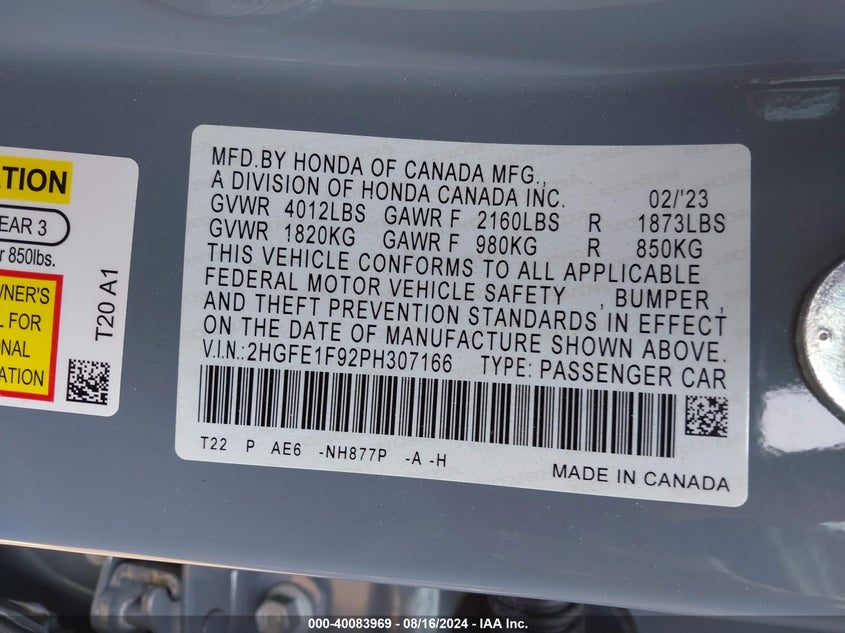 MFD.BY HONDA OF CANADA MFG.,
A DIVISION OF HONDA CANADA INC. 02/'23
GVWR 4012LBS GAWR F 2160LBS R 1873LBS
GVWR 1820KG GAWR F 980KG R 850KG
THIS VEHICLE CONFORMS TO ALL APPLICABLE
FEDERAL MOTOR VEHICLE SAFETY , BUMPER ,
AND THEFT PREVENTION STANDARDS IN EFFECT
ON THE DATE OF MANUFACTURE SHOWN ABOVE.
V.I.N.: 2HGFE1F92PH307166 TYPE: PASSENGER CAR
T22 P AE6 -NH877P -A -H
MADE IN CANADA
ATION
EAR 3
r 850lbs.
WNER'S
L FOR
ONAL
MATION
T20 A1
000-40083969 - 08/16/2024 - IAA Inc.